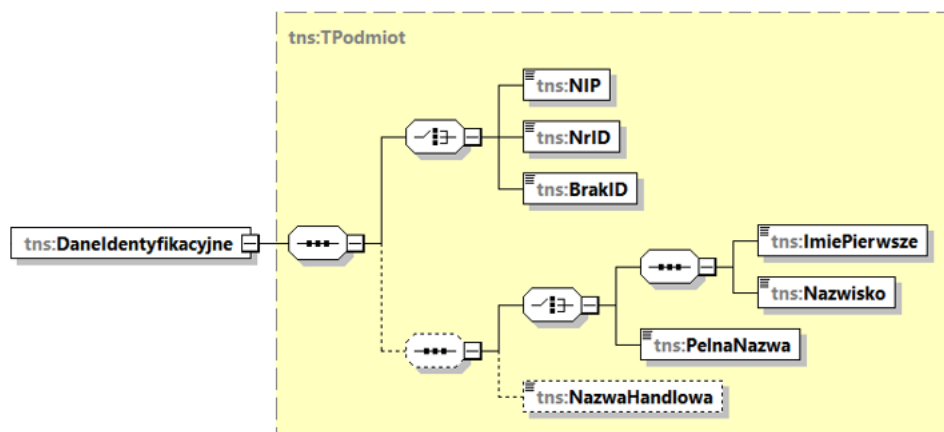 tns:TPodmiot
tns:NIP
tns:NrID
tns:BrakID
tns:DaneIdentyfikacyjne
tns:ImiePierwsze
tns:Nazwisko
tns:PelnaNazwa
tns:NazwaHandlowa